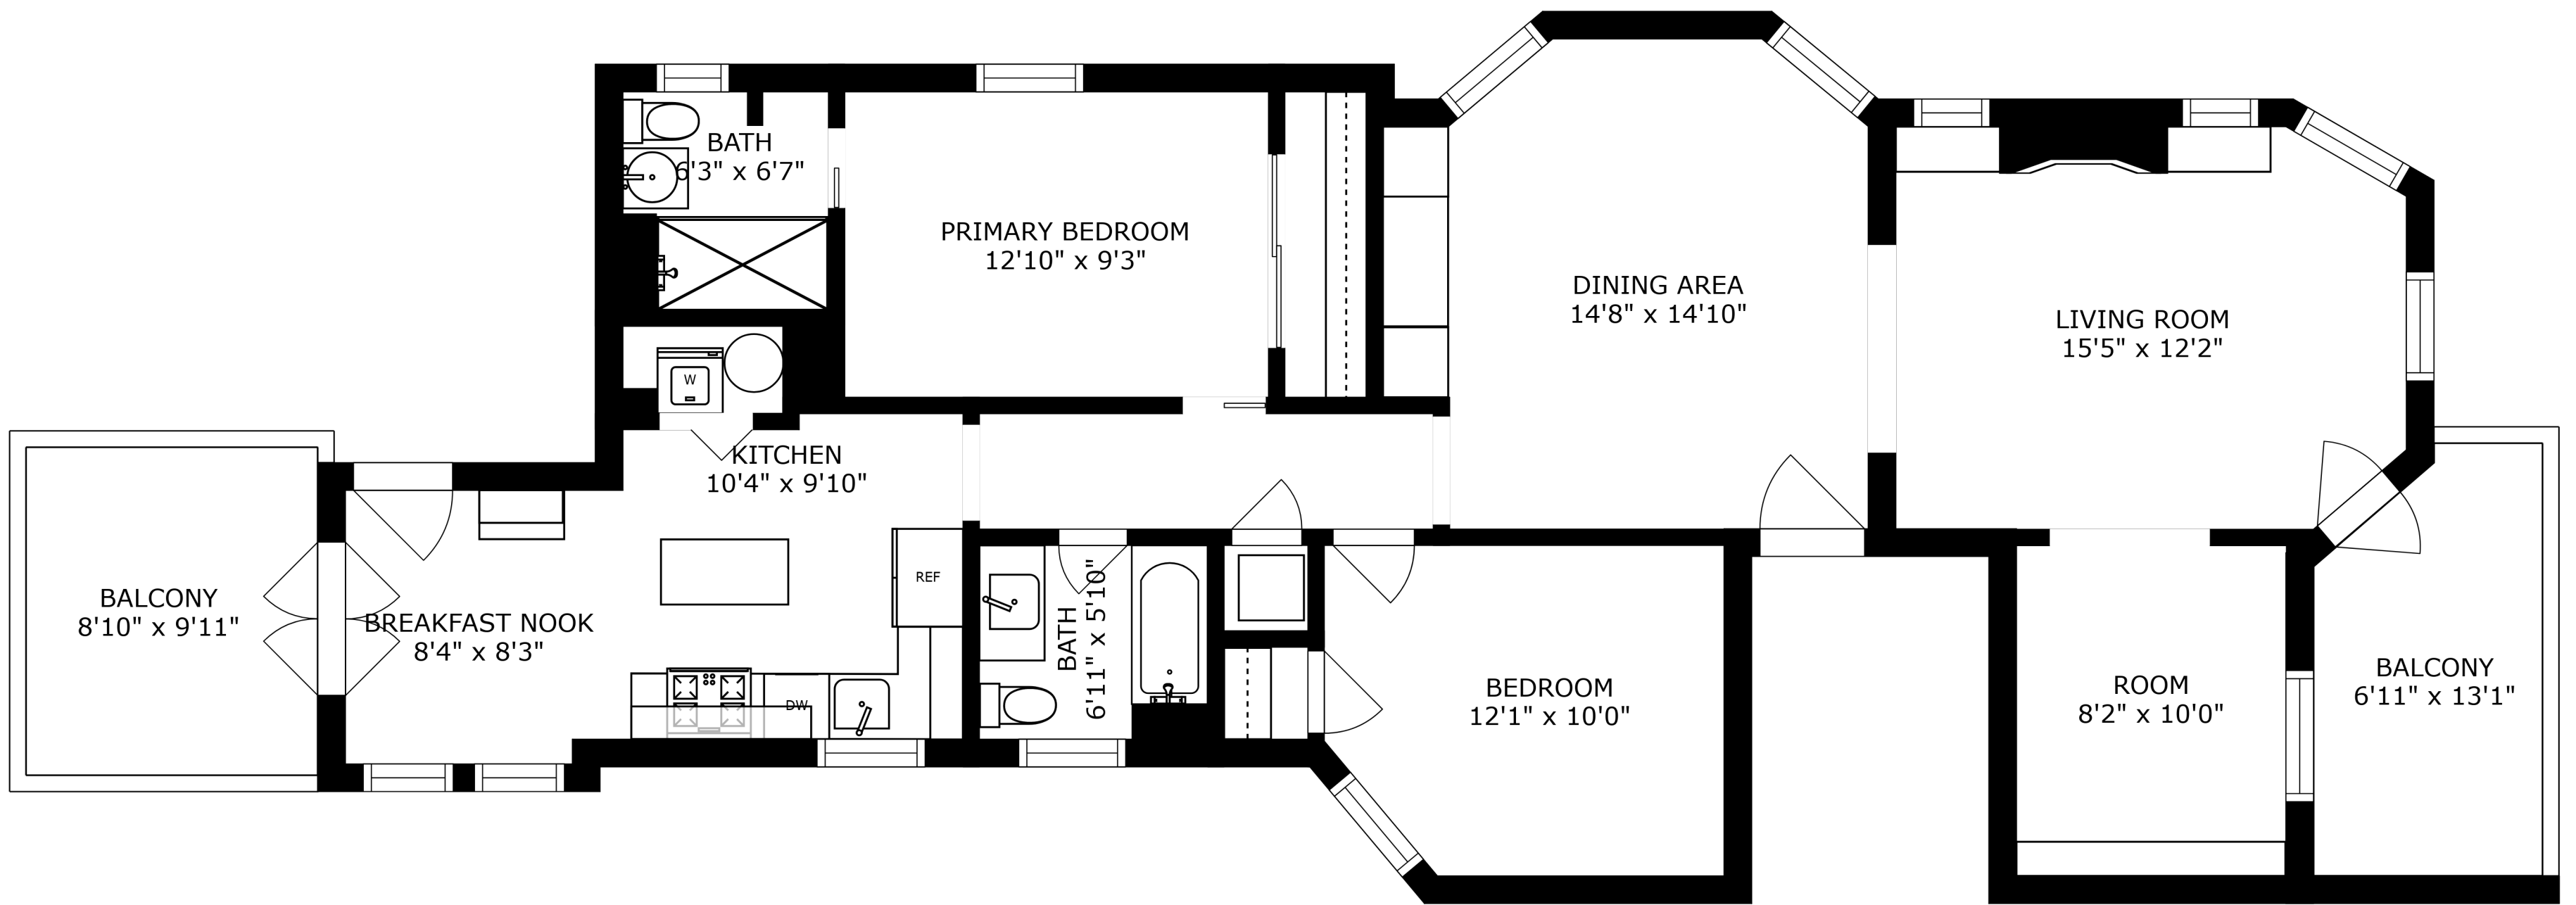 BATH
6'3" x 6'7"
PRIMARY BEDROOM
12'10" x 9'3"
DINING AREA
14'8" x 14'10"
LIVING ROOM
15'5" x 12'2"
W
KITCHEN
10'4" x 9'10"
REF
BALCONY
8'10" x 9'11"
BREAKFAST NOOK
8'4" x 8'3"
DW
BATH
6'11" x 5'10"
BEDROOM
12'1" x 10'0"
ROOM
8'2" x 10'0"
BALCONY
6'11" x 13'1"